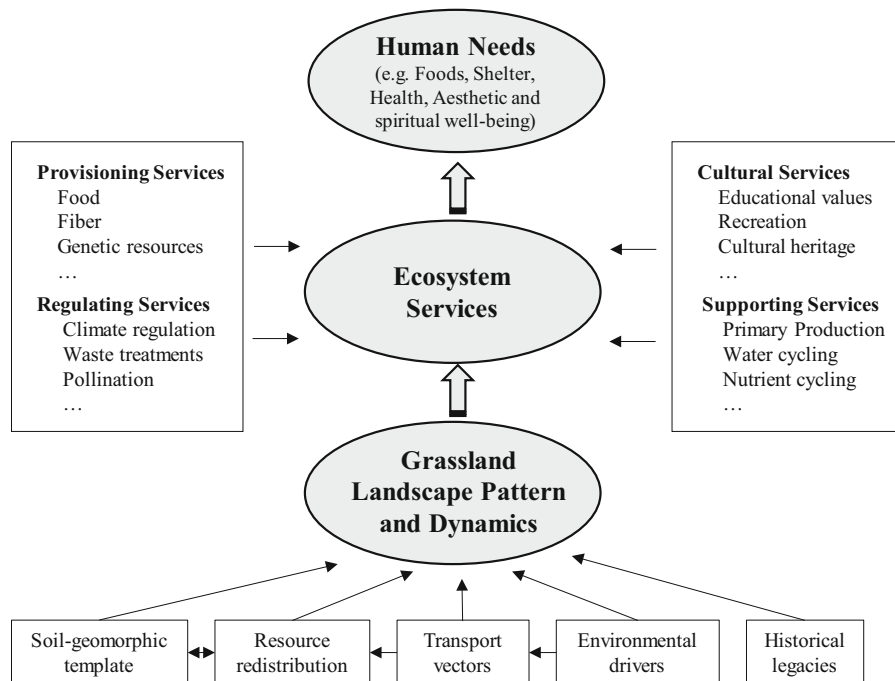 Human Needs
(e.g. Foods, Shelter,
Health, Aesthetic and
spiritual well-being)
Provisioning Services
Food
Fiber
Genetic resources
…
Regulating Services
Climate regulation
Waste treatments
Pollination
…
Ecosystem
Services
Cultural Services
Educational values
Recreation
Cultural heritage
…
Supporting Services
Primary Production
Water cycling
Nutrient cycling
…
Grassland
Landscape Pattern
and Dynamics
Soil-geomorphic
template
Resource
redistribution
Transport
vectors
Environmental
drivers
Historical
legacies